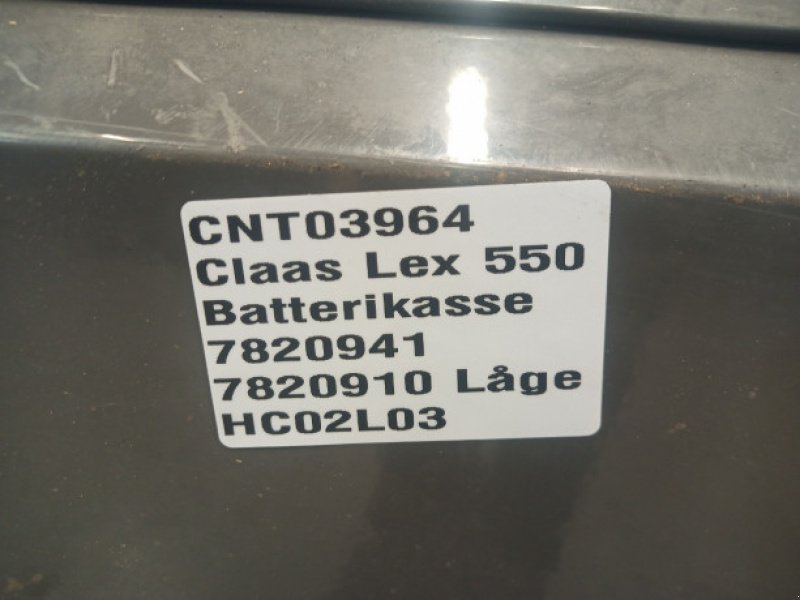 CNT03964
Claas Lex 550
Batterikasse
7820941
7820910 Låge
HC02L03